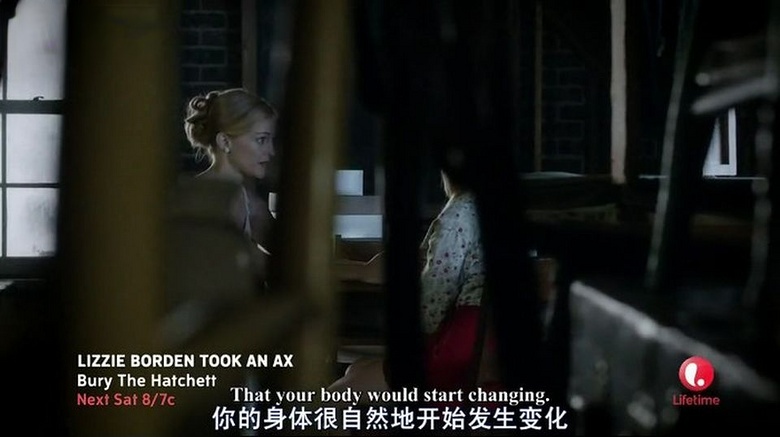 LIZZIE BORDEN TOOK AN AX
Bury The Hatchett
Next Sat 8/7c
Lifetime
That your body would start changing.
你的身体很自然地开始发生变化